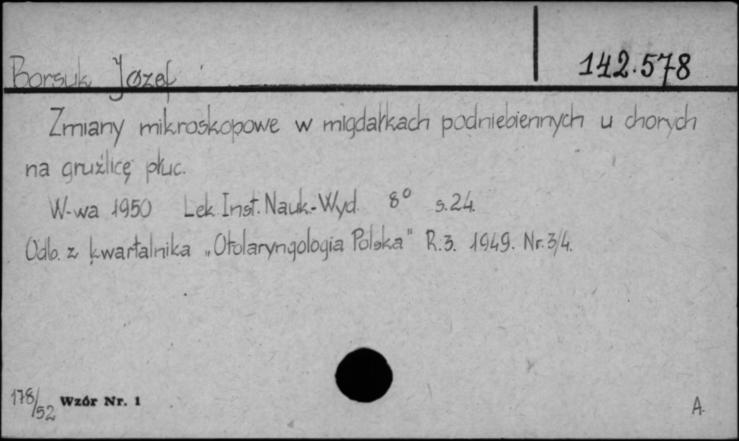 Borsuk Józef
142.578
Zmiany mikroskopowe w migdałkach podniebiennych u chorych
na gruźlicę płuc.
W-wa 1950 Lek. Inst. Nauk.-Wyd. 8° s.24.
Odb. z kwartalnika „Otolaryngologia Polska" R.3. 1949. Nr.3/4.
178/52 Wzór Nr. 1
A.